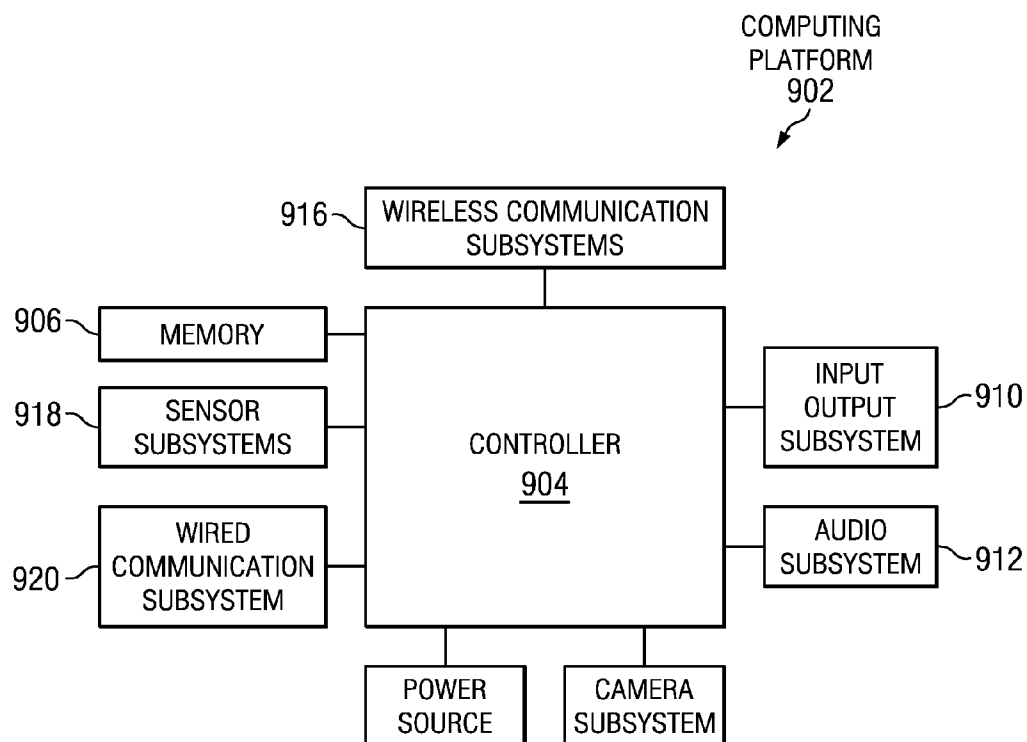 COMPUTING
PLATFORM
902
916
WIRELESS COMMUNICATION
SUBSYSTEMS
906
MEMORY
918
SENSOR
SUBSYSTEMS
920
WIRED
COMMUNICATION
SUBSYSTEM
CONTROLLER
904
INPUT
OUTPUT
SUBSYSTEM
910
AUDIO
SUBSYSTEM
912
POWER
SOURCE
CAMERA
SUBSYSTEM